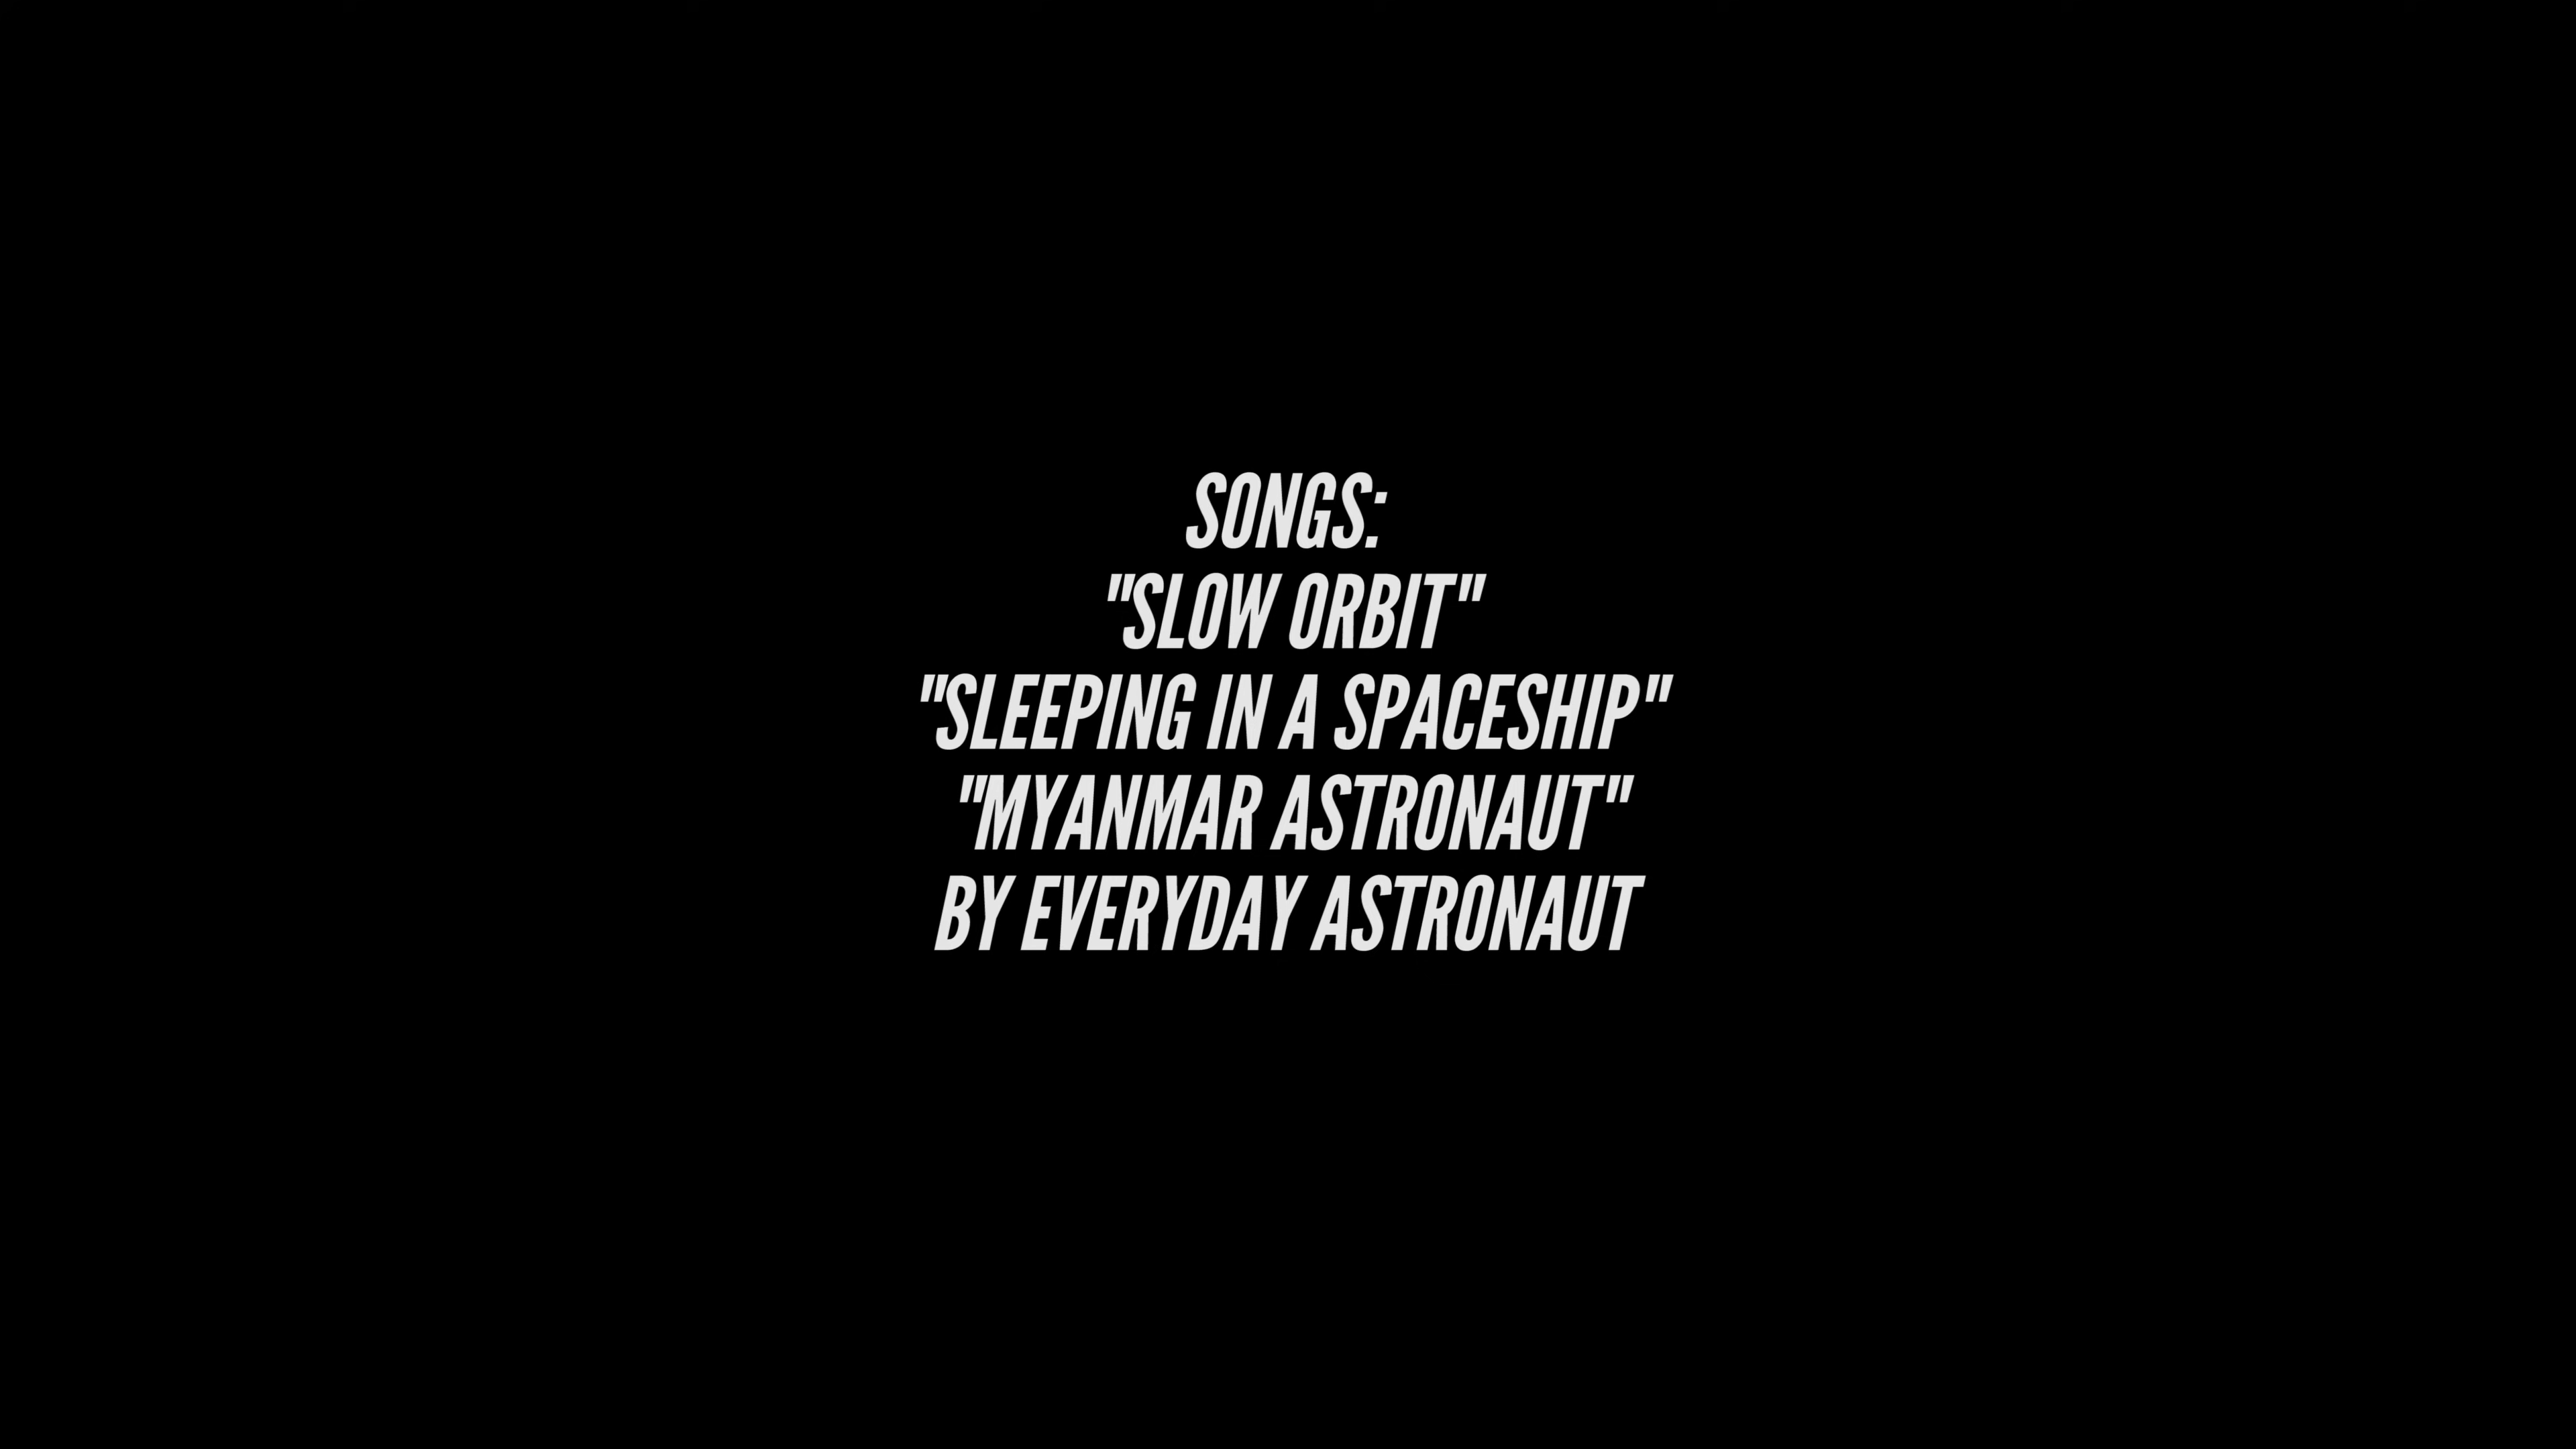 SONGS:
"SLOW ORBIT"
"SLEEPING IN A SPACESHIP"
"MYANMAR ASTRONAUT"
BY EVERYDAY ASTRONAUT